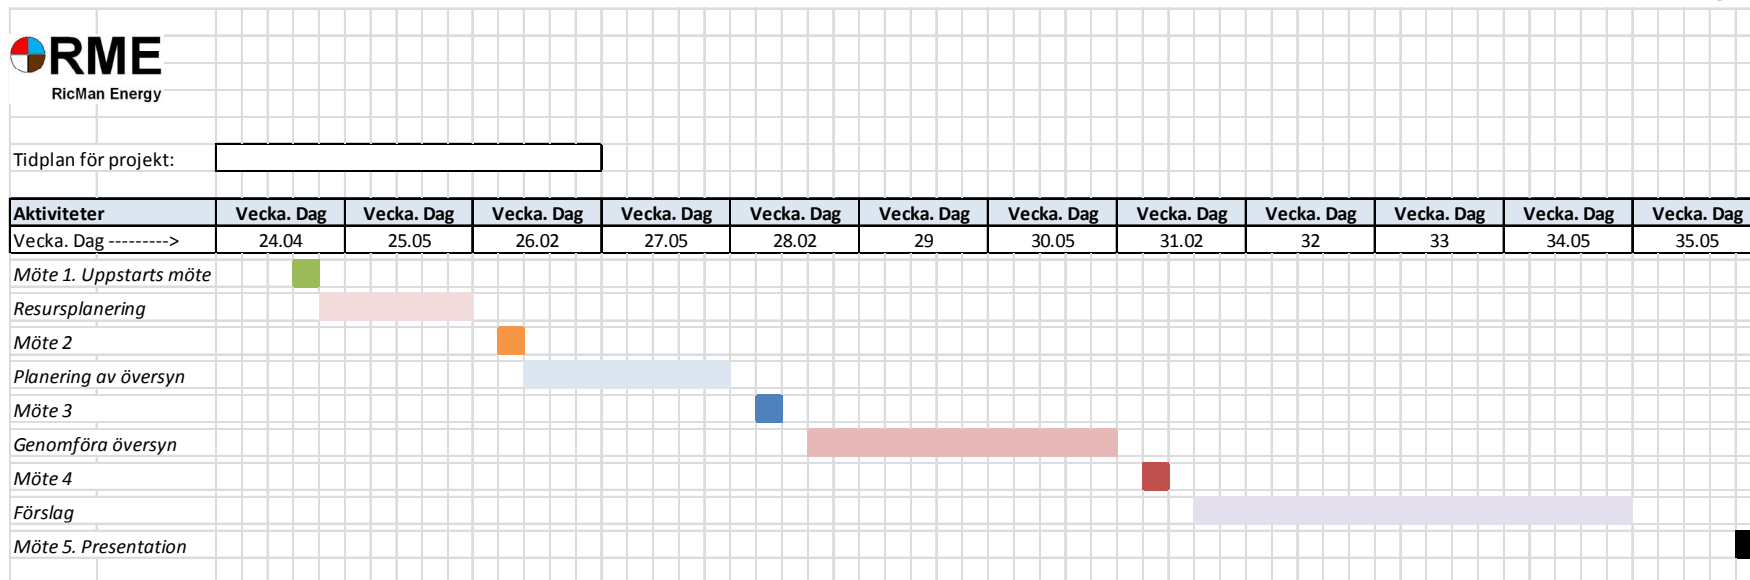 RME
RicMan Energy
Tidplan för projekt:
Aktiviteter Vecka. Dag Vecka. Dag Vecka. Dag Vecka. Dag Vecka. Dag Vecka. Dag Vecka. Dag Vecka. Dag Vecka. Dag Vecka. Dag Vecka. Dag Vecka. Dag
Vecka. Dag ---------> 24.04 25.05 26.02 27.05 28.02 29 30.05 31.02 32 33 34.05 35.05
Möte 1. Uppstarts möte
Resursplanering
Möte 2
Planering av översyn
Möte 3
Genomföra översyn
Möte 4
Förslag
Möte 5. Presentation